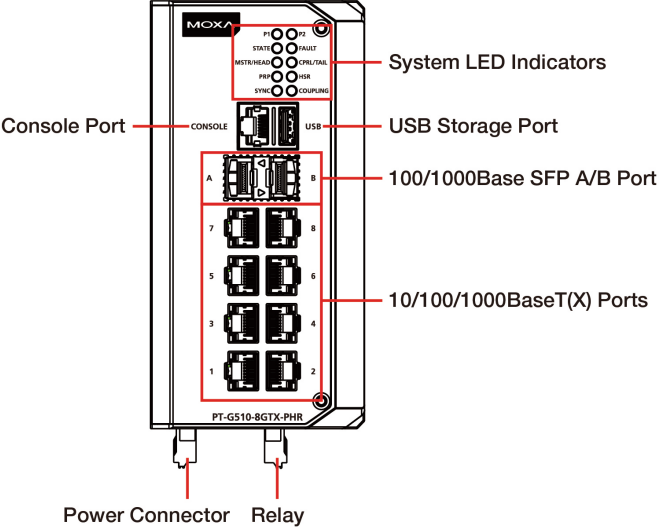 MOXA
P1 P2
STATE FAULT
MSTR/HEAD CPRL/TAIL
PRP HSR
SYNC COUPLING
System LED Indicators
Console Port
CONSOLE
USB
USB Storage Port
A
B
100/1000Base SFP A/B Port
7 8
5 6
10/100/1000BaseT(X) Ports
3 4
1 2
PT-G510-8GTX-PHR
Power Connector
Relay